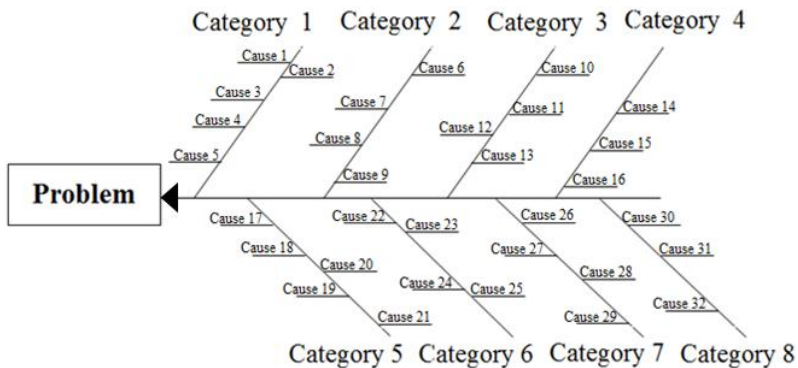 Category 1
Category 2
Category 3
Category 4
Cause 1
Cause 2
Cause 3
Cause 4
Cause 5
Cause 6
Cause 7
Cause 8
Cause 9
Cause 10
Cause 11
Cause 12
Cause 13
Cause 14
Cause 15
Cause 16
Problem
Cause 17
Cause 18
Cause 20
Cause 19
Cause 21
Cause 22
Cause 23
Cause 24
Cause 25
Cause 26
Cause 27
Cause 28
Cause 29
Cause 30
Cause 31
Cause 32
Category 5
Category 6
Category 7
Category 8